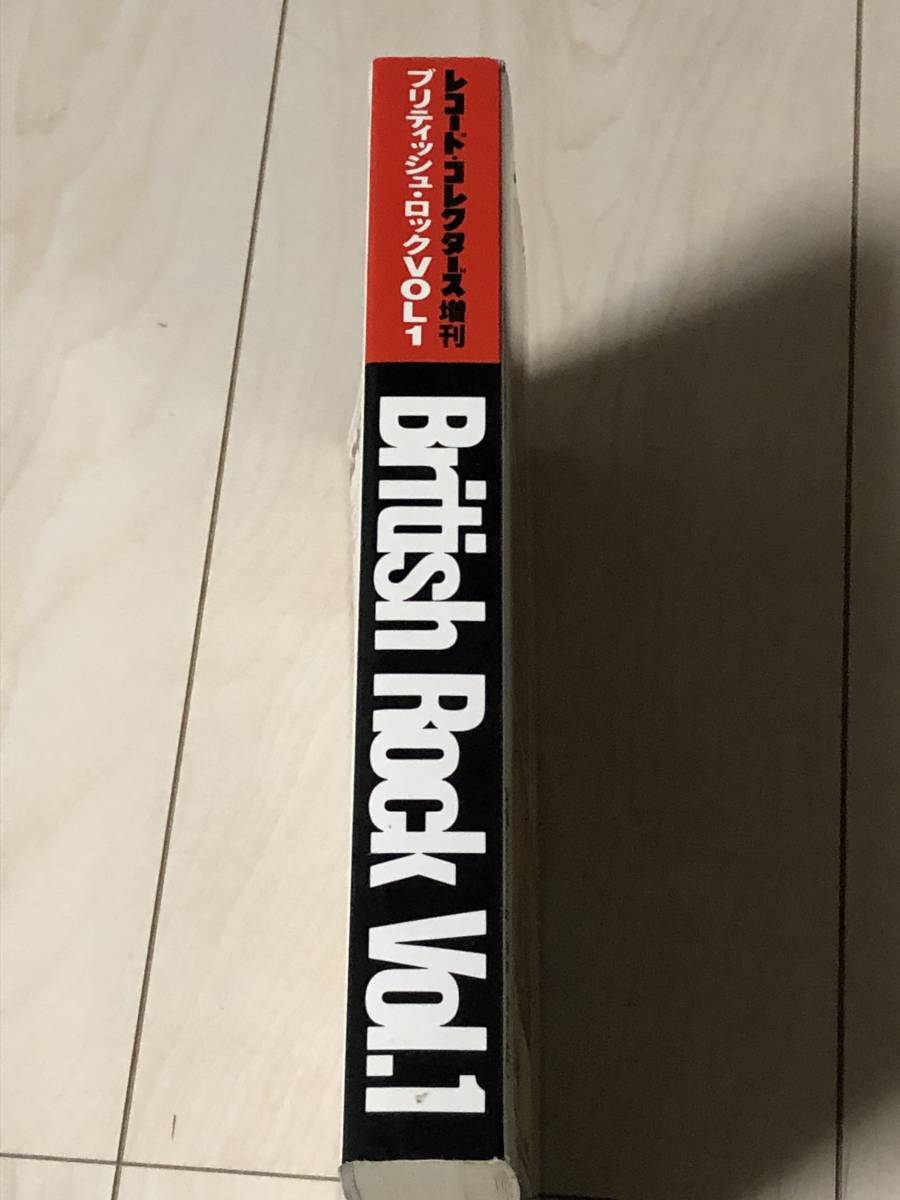 レコード・コレクターズ増刊
ブリティッシュ・ロックVOL1
British Rock Vol.1